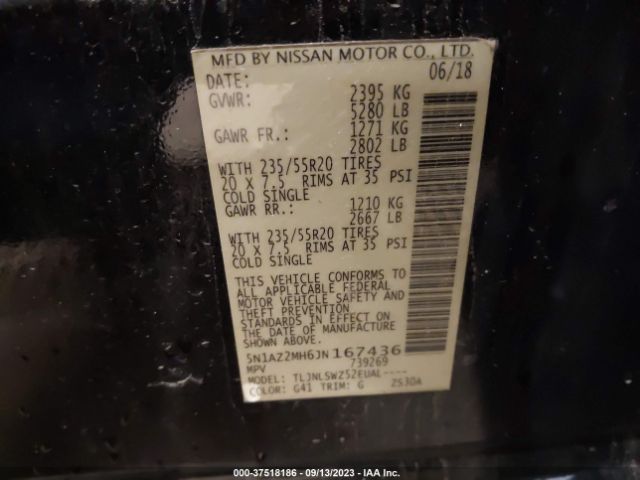 MFD BY NISSAN MOTOR CO., LTD.
DATE: 06/18
GVWR: 2395 KG
5280 LB
GAWR FR.: 1271 KG
2802 LB
WITH 235/55R20 TIRES
20 X 7.5 RIMS AT 35 PSI
COLD SINGLE
GAWR RR.: 1210 KG
2667 LB
WITH 235/55R20 TIRES
20 X 7.5 RIMS AT 35 PSI
COLD SINGLE
THIS VEHICLE CONFORMS TO
ALL APPLICABLE FEDERAL
MOTOR VEHICLE SAFETY AND
THEFT PREVENTION
STANDARDS IN EFFECT ON
THE DATE OF MANUFACTURE
SHOWN ABOVE.
5N1AZ2MH6JN167436
MPV 739269
MODEL: TLJNLSWZ52EUAL----
COLOR: G41 TRIM: G 2S30A
000-37518186 - 09/13/2023 - IAA Inc.